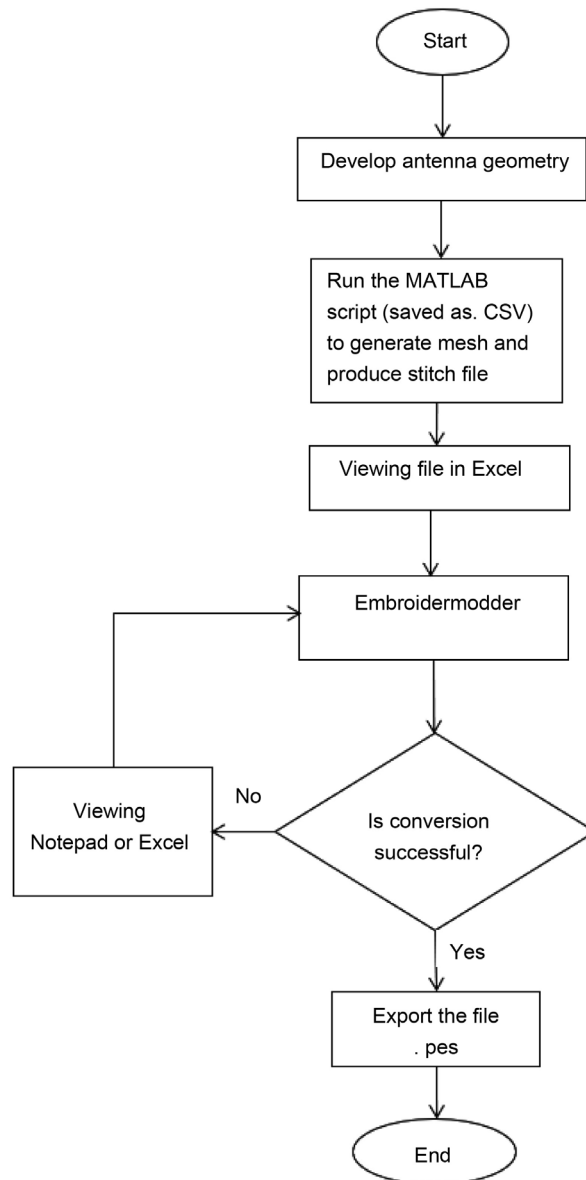 Start
Develop antenna geometry
Run the MATLAB
script (saved as. CSV)
to generate mesh and
produce stitch file
Viewing file in Excel
Embroidermodder
Is conversion
successful?
No
Viewing
Notepad or Excel
Yes
Export the file
. pes
End